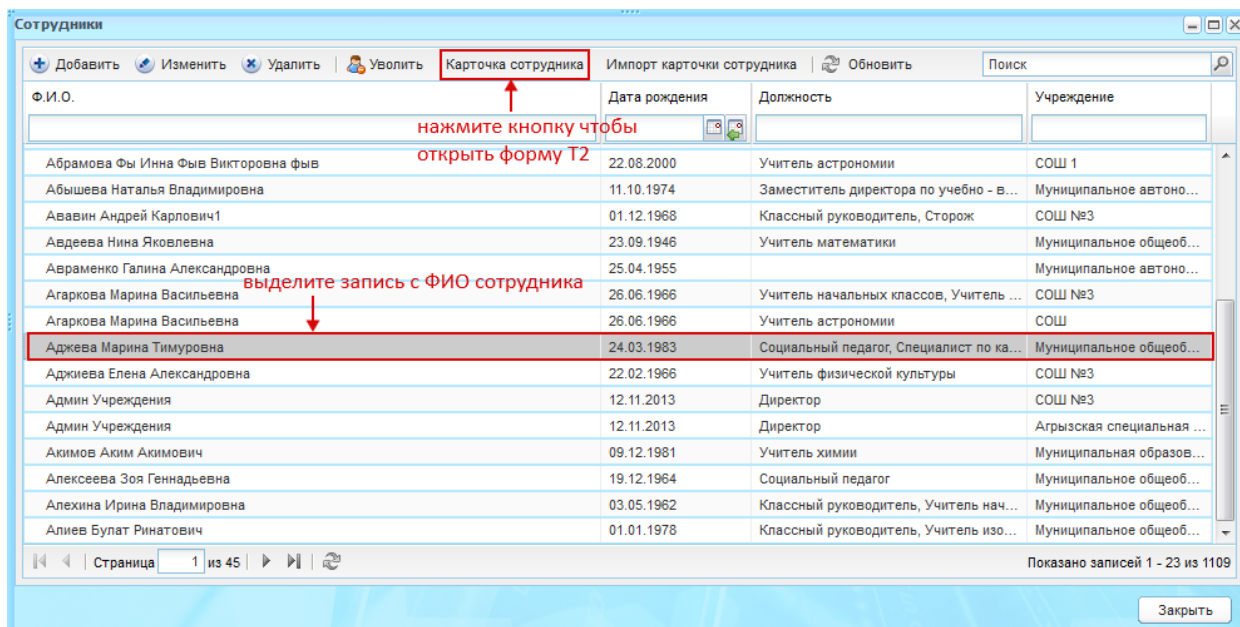 Сотрудники
Добавить Изменить Удалить Уволить Карточка сотрудника Импорт карточки сотрудника Обновить Поиск
Ф.И.О. Дата рождения Должность Учреждение
нажмите кнопку чтобы
открыть форму Т2
Абрамова Фы Инна Фыв Викторовна фыв 22.08.2000 Учитель астрономии СОШ 1
Абышева Наталья Владимировна 11.10.1974 Заместитель директора по учебно - в... Муниципальное автоно...
Ававин Андрей Карлович1 01.12.1968 Классный руководитель, Сторож СОШ №3
Авдеева Нина Яковлевна 23.09.1946 Учитель математики Муниципальное общеоб...
Авраменко Галина Александровна 25.04.1955 Муниципальное автоно...
выделите запись с ФИО сотрудника
Агаркова Марина Васильевна 26.06.1966 Учитель начальных классов, Учитель ... СОШ №3
Агаркова Марина Васильевна 26.06.1966 Учитель астрономии СОШ
Аджева Марина Тимуровна 24.03.1983 Социальный педагог, Специалист по ка... Муниципальное общеоб...
Аджиева Елена Александровна 22.02.1966 Учитель физической культуры СОШ №3
Админ Учреждения 12.11.2013 Директор СОШ №3
Админ Учреждения 12.11.2013 Директор Агрызская специальная ...
Акимов Аким Акимович 09.12.1981 Учитель химии Муниципальная образов...
Алексеева Зоя Геннадьевна 19.12.1964 Социальный педагог Муниципальное общеоб...
Алехина Ирина Владимировна 03.05.1962 Классный руководитель, Учитель нач... Муниципальное общеоб...
Алиев Булат Ринатович 01.01.1978 Классный руководитель, Учитель изо... Муниципальное общеоб...
Страница 1 из 45 Показано записей 1 - 23 из 1109
Закрыть